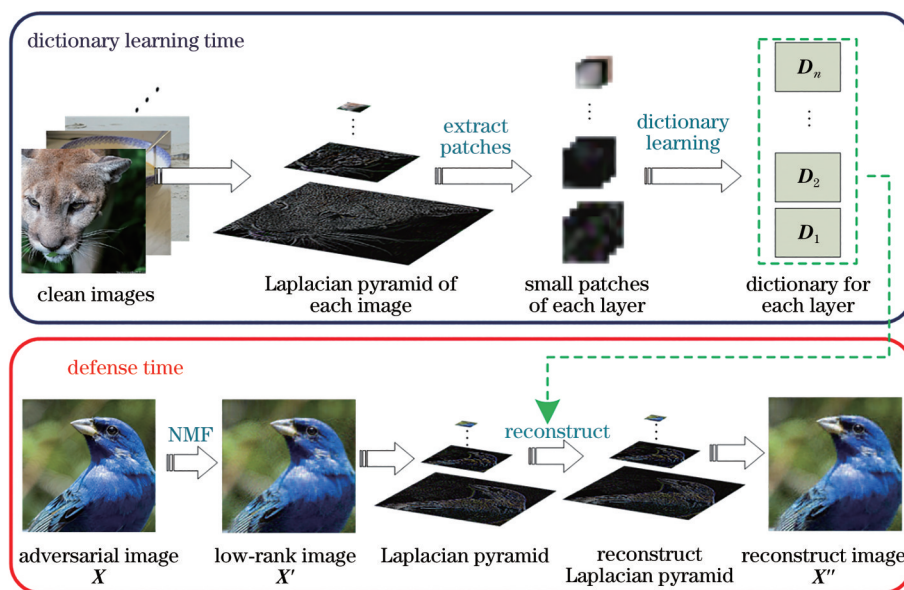 dictionary learning time
extract
patches
dictionary
learning
Dn
D2
D1
clean images
Laplacian pyramid of
each image
small patches
of each layer
dictionary for
each layer
defense time
NMF
reconstruct
adversarial image
X
low-rank image
X′
Laplacian pyramid
reconstruct
Laplacian pyramid
reconstruct image
X″